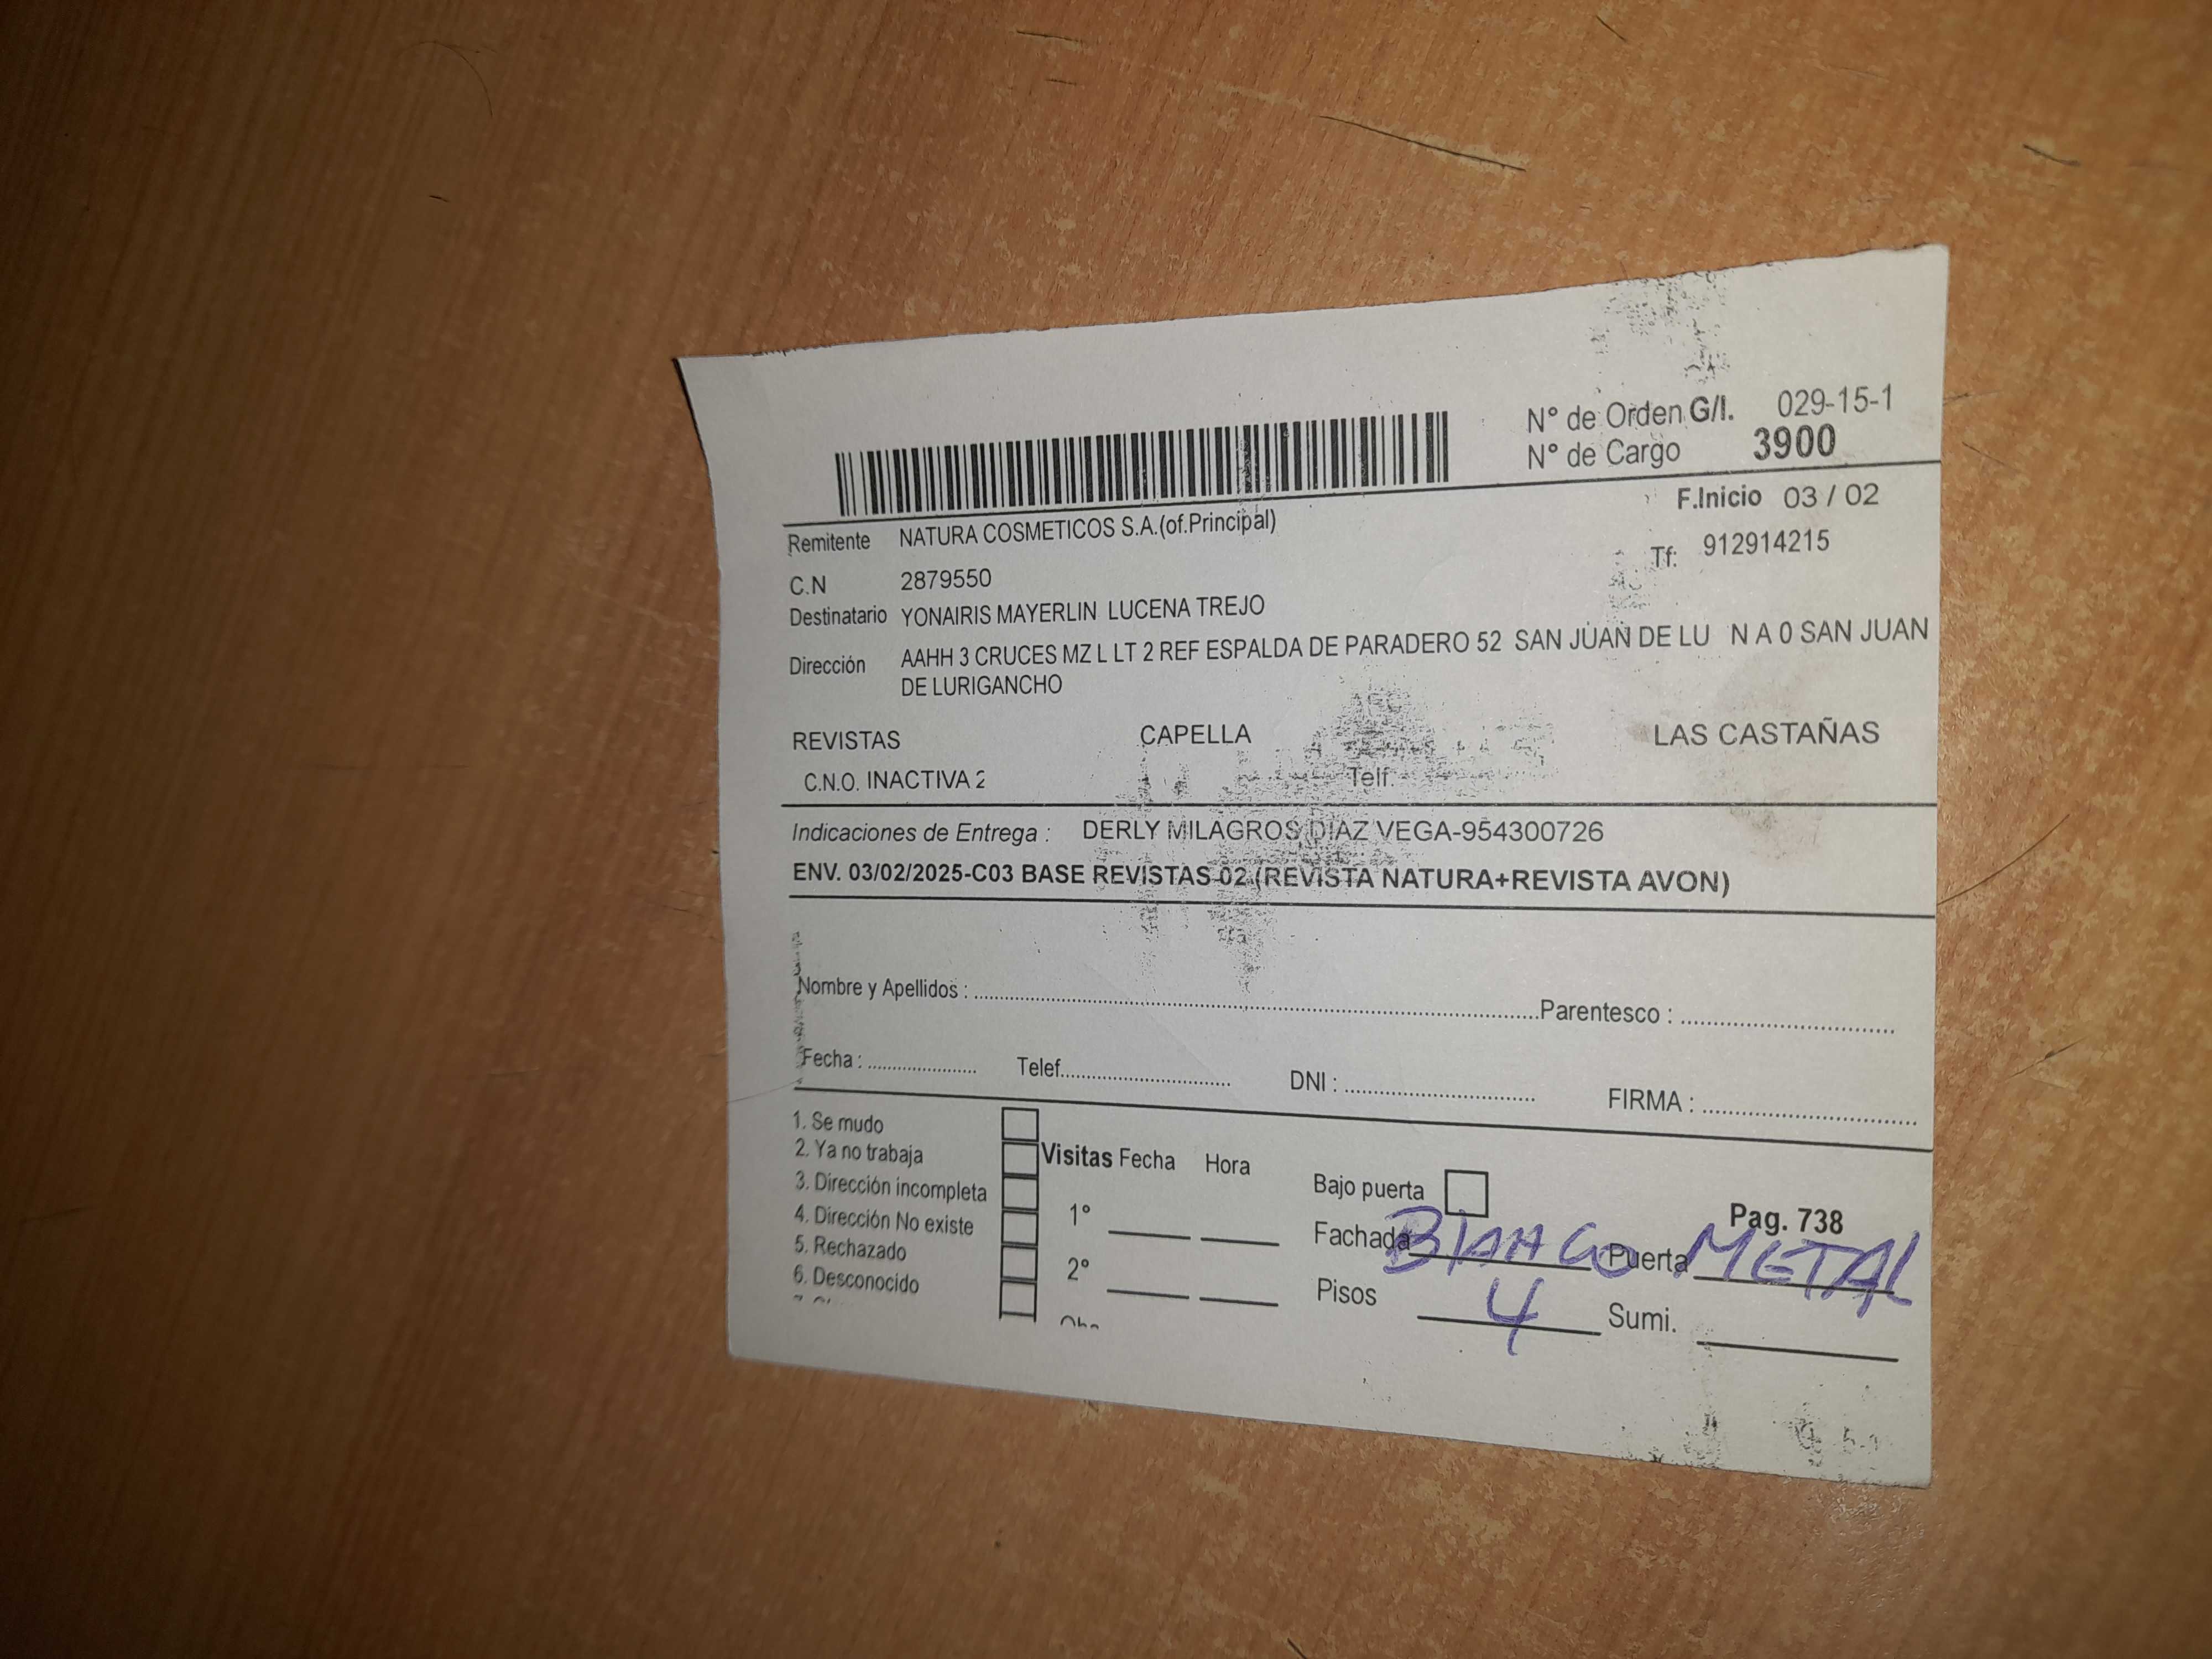 N° de Orden G/I. 029-15-1
N° de Cargo 3900
F.Inicio 03 / 02
Remitente NATURA COSMETICOS S.A.(of.Principal)
Tf: 912914215
C.N 2879550
Destinatario YONAIRIS MAYERLIN LUCENA TREJO
Dirección AAHH 3 CRUCES MZ L LT 2 REF ESPALDA DE PARADERO 52 SAN JUAN DE LU N A 0 SAN JUAN
DE LURIGANCHO
REVISTAS CAPELLA LAS CASTAÑAS
C.N.O. INACTIVA 2 Telf.
Indicaciones de Entrega : DERLY MILAGROS DIAZ VEGA-954300726
ENV. 03/02/2025-C03 BASE REVISTAS 02 (REVISTA NATURA+REVISTA AVON)
Nombre y Apellidos : Parentesco :
Fecha : Telef. DNI : FIRMA :
1. Se mudo
2. Ya no trabaja
3. Dirección incompleta
4. Dirección No existe
5. Rechazado
6. Desconocido
Visitas Fecha Hora
1°
2°
Bajo puerta
Pag. 738
Fachada BlANCO Puerta METAL
Pisos 4 Sumi.